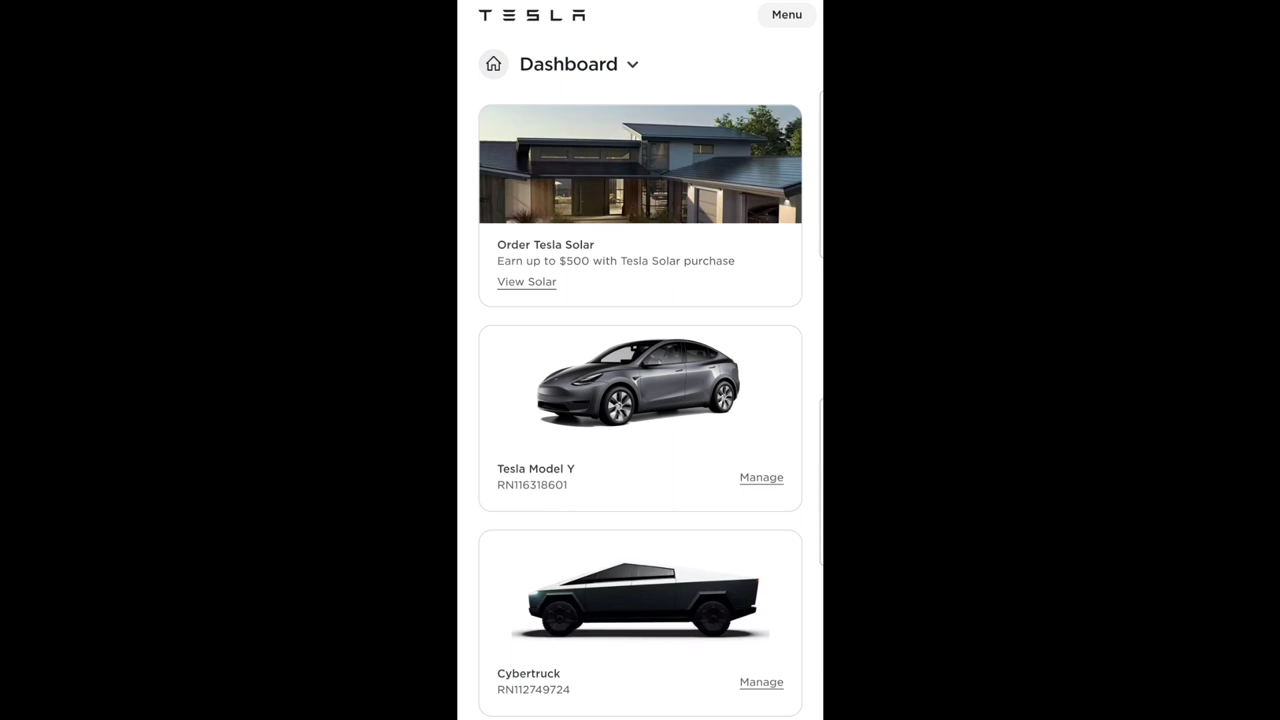 TESLA
Menu
Dashboard
Order Tesla Solar
Earn up to $500 with Tesla Solar purchase
View Solar
Tesla Model Y
RN116318601
Manage
Cybertruck
RN112749724
Manage